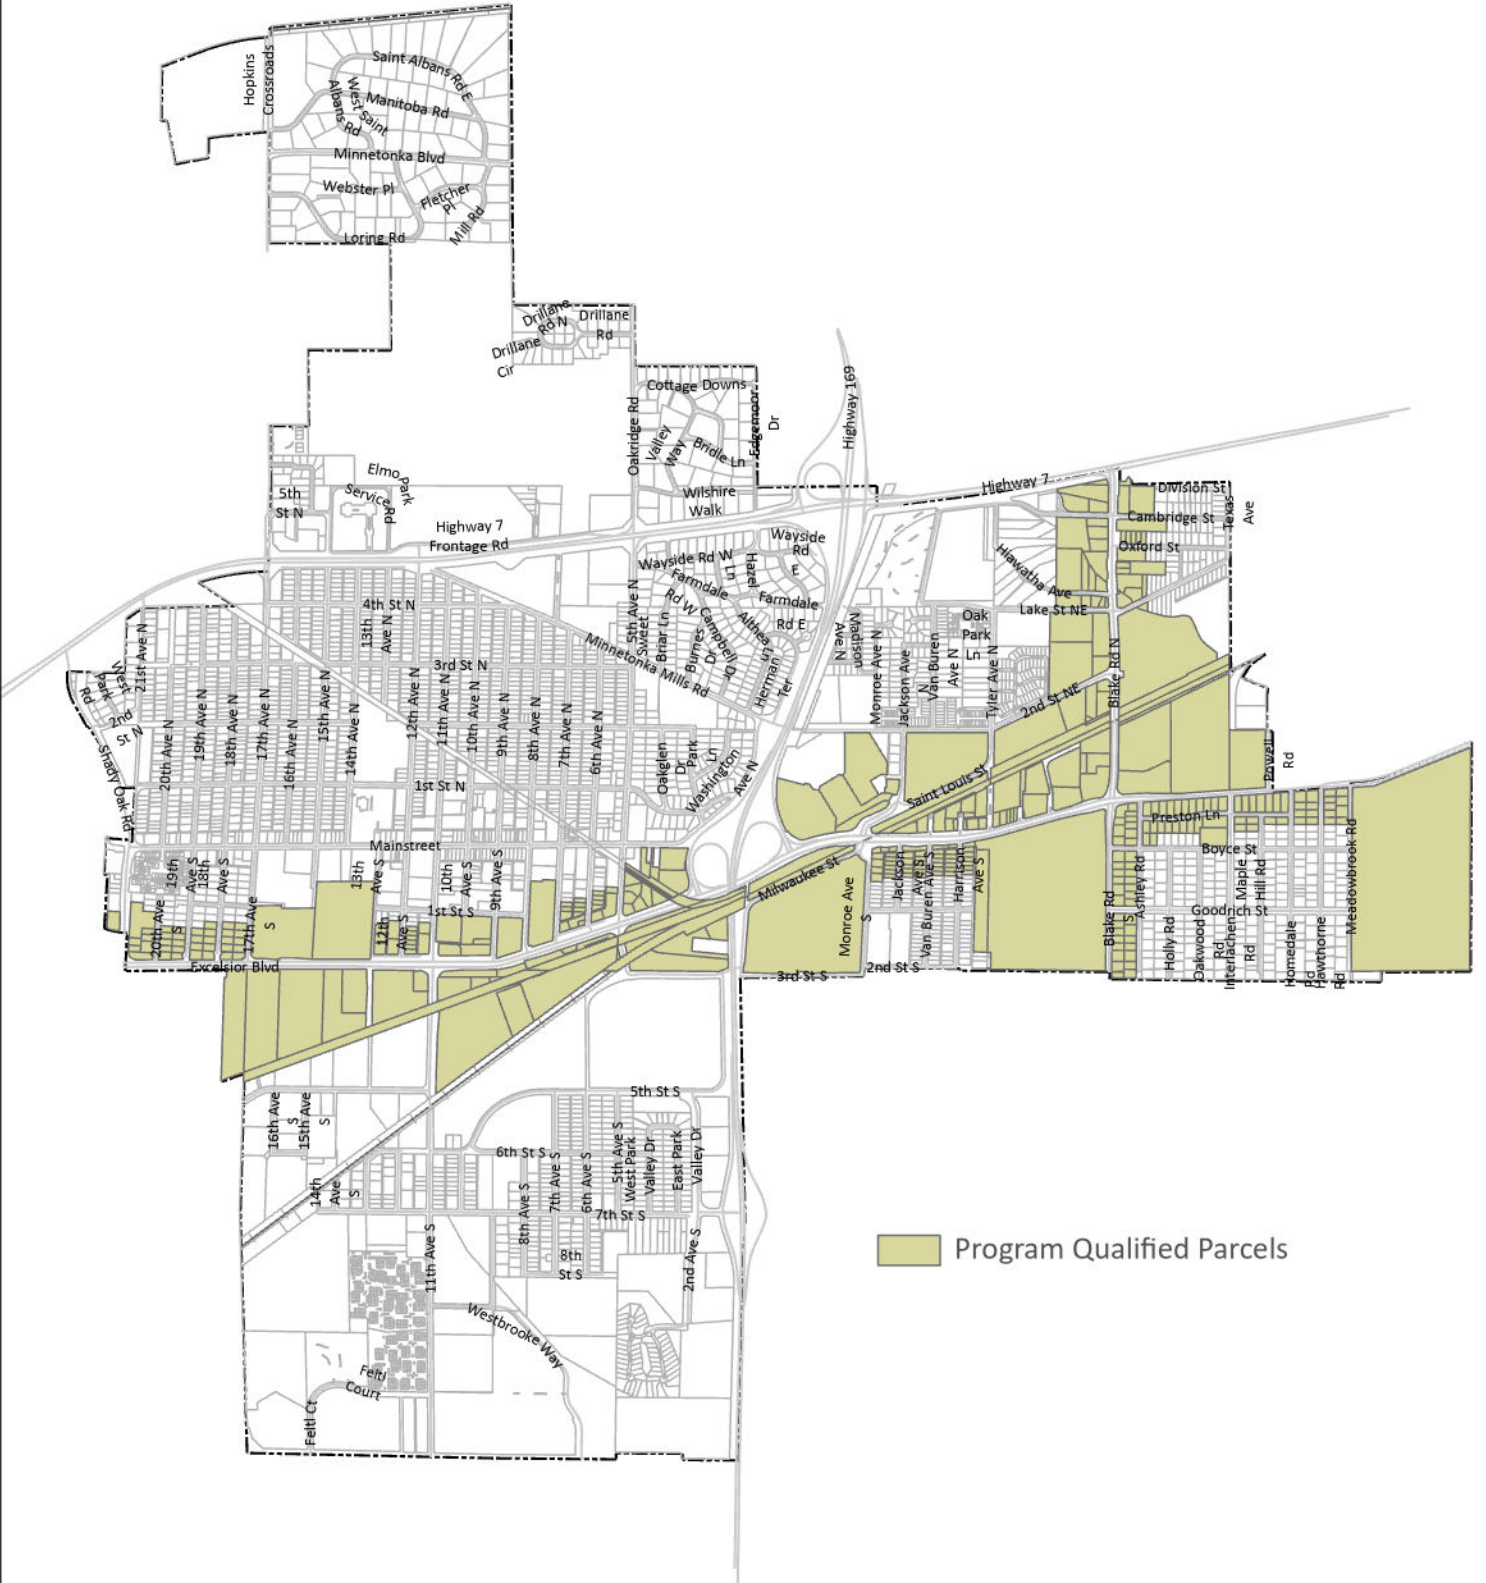 Hopkins
Crossroads
Saint Albans Rd E
West Saint
Albans Rd
Manitoba Rd
Minnetonka Blvd
Webster Pl
Fletcher
Pl
Mill Rd
Loring Rd
Drillane
Rd N
Drillane
Rd
Drillane
Cir
Cottage Downs
Oakridge Rd
Valley
Way
Bridle Ln
Edgemoor
Dr
Highway 169
Wilshire
Walk
Elmo Park
Service
Rd
5th
St N
Highway 7
Frontage Rd
Highway 7
Division St
Cambridge St
Texas
Ave
Oxford St
Hiawatha Ave
Lake St NE
Wayside
Rd
E
Wayside Rd W
Hazel
Ln
Farmdale
Rd W
Farmdale
Rd E
Althea Ln
Campbell
Dr
Burnes
Dr
Sweet
Briar Ln
5th Ave N
Herman
Ter
Minnetonka Mills Rd
4th St N
13th
Ave N
3rd St N
21st Ave N
West
Park
Rd
2nd
St N
Shady Oak Rd
20th Ave N
19th Ave N
18th Ave N
17th Ave N
16th Ave N
15th Ave N
14th Ave N
12th Ave N
11th Ave N
10th Ave N
9th Ave N
8th Ave N
7th Ave N
6th Ave N
Oakglen
Dr
Park
Ln
Washington
Ave N
Madison
Ave N
Monroe Ave N
Jackson Ave
N
Van Buren
Ave N
Oak
Park
Ln
Tyler Ave N
2nd St NE
Blake Rd N
Powell
Rd
Saint Louis St
1st St N
Mainstreet
Milwaukee St
Preston Ln
Boyce St
Goodrich St
Meadowbrook Rd
Maple
Hill Rd
Ashley Rd
Blake Rd
S
Holly Rd
Oakwood
Rd
Interlachen
Rd
Homedale
Rd
Hawthorne
Rd
20th Ave
S
19th
Ave S
18th
Ave S
17th Ave
S
13th
Ave S
12th
Ave S
10th
Ave S
9th Ave S
1st St S
Excelsior Blvd
Monroe Ave
S
Jackson
Ave S
Van Buren Ave S
Harrison
Ave S
2nd St S
3rd St S
5th St S
16th Ave
S
15th Ave
S
14th
Ave
S
6th St S
7th St S
8th
St S
11th Ave S
8th Ave S
7th Ave S
6th Ave S
5th Ave S
West Park
Valley Dr
East Park
Valley Dr
2nd Ave S
Westbrooke Way
Feltl
Court
Feltl Ct
Program Qualified Parcels